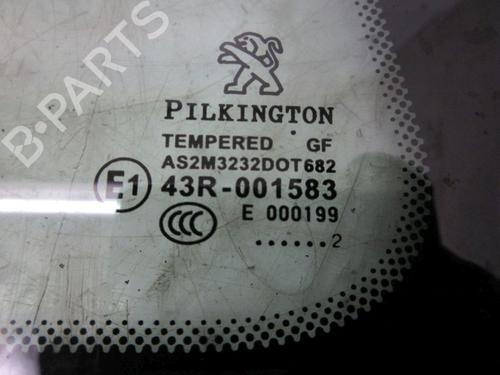 B-PARTS
PILKINGTON
TEMPERED GF
AS2M3232DOT682
E1 43R-001583
CCC E 000199
......2